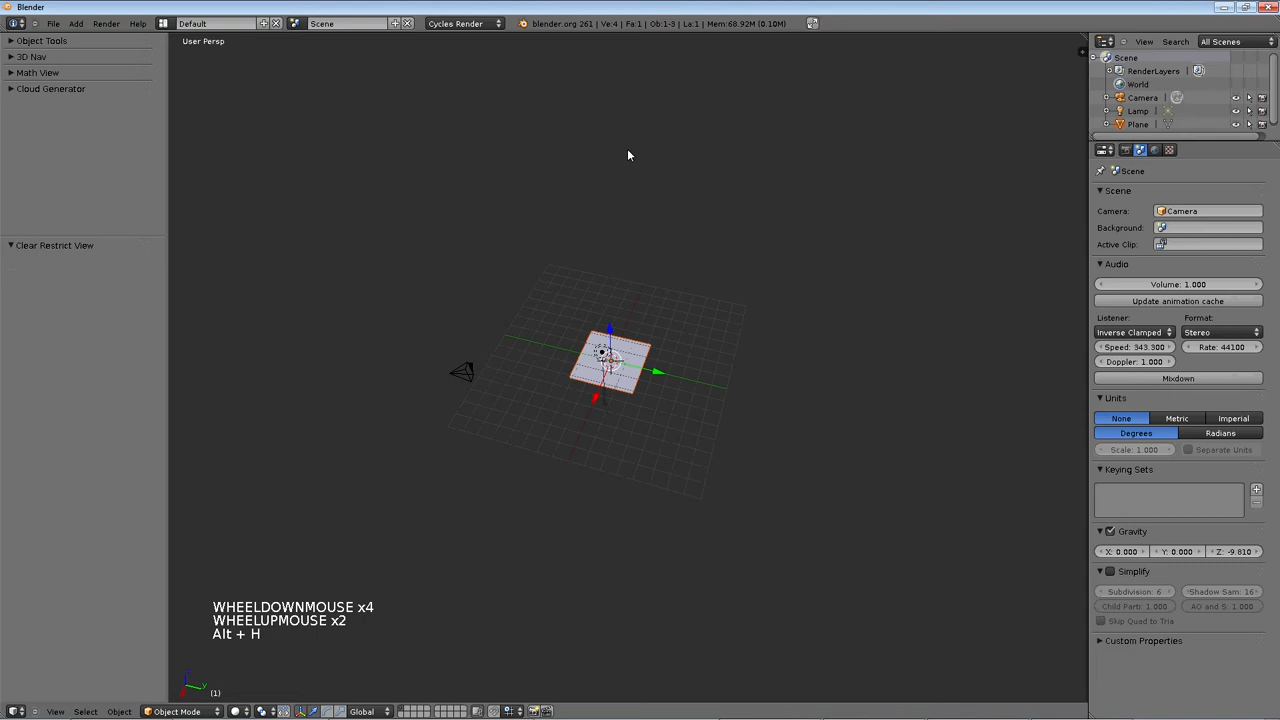 Blender
File Add Render Help Default Scene Cycles Render blender.org 261 | Ve:4 | Fa:1 | Ob:1-3 | La:1 | Mem:68.92M (0.10M)
Object Tools
3D Nav
Math View
Cloud Generator
Clear Restrict View
User Persp
WHEELDOWNMOUSE x4
WHEELUPMOUSE x2
Alt + H
(1)
z
y
View Select Object Object Mode Global
View Search All Scenes
Scene
RenderLayers |
World
Camera |
Lamp |
Plane |
Scene
Scene
Camera: Camera
Background:
Active Clip:
Audio
Volume: 1.000
Update animation cache
Listener: Format:
Inverse Clamped Stereo
Speed: 343.300 Rate: 44100
Doppler: 1.000
Mixdown
Units
None Metric Imperial
Degrees Radians
Scale: 1.000 Separate Units
Keying Sets
Gravity
X: 0.000 Y: 0.000 Z: -9.810
Simplify
Subdivision: 6 Shadow Sam: 16
Child Parti: 1.000 AO and S: 1.000
Skip Quad to Tria
Custom Properties